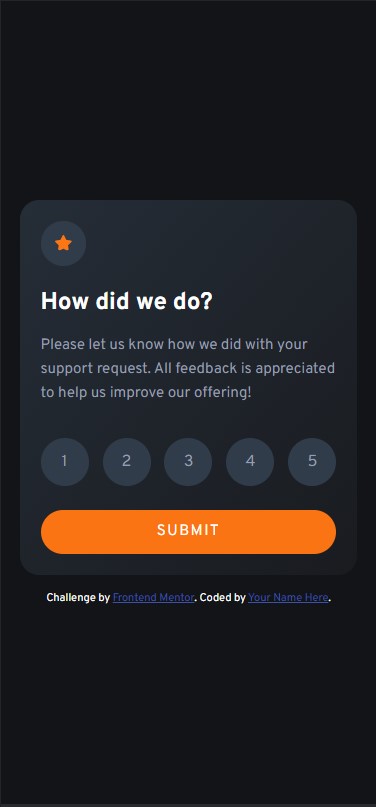 How did we do?
Please let us know how we did with your
support request. All feedback is appreciated
to help us improve our offering!
1 2 3 4 5
SUBMIT
Challenge by Frontend Mentor. Coded by Your Name Here.